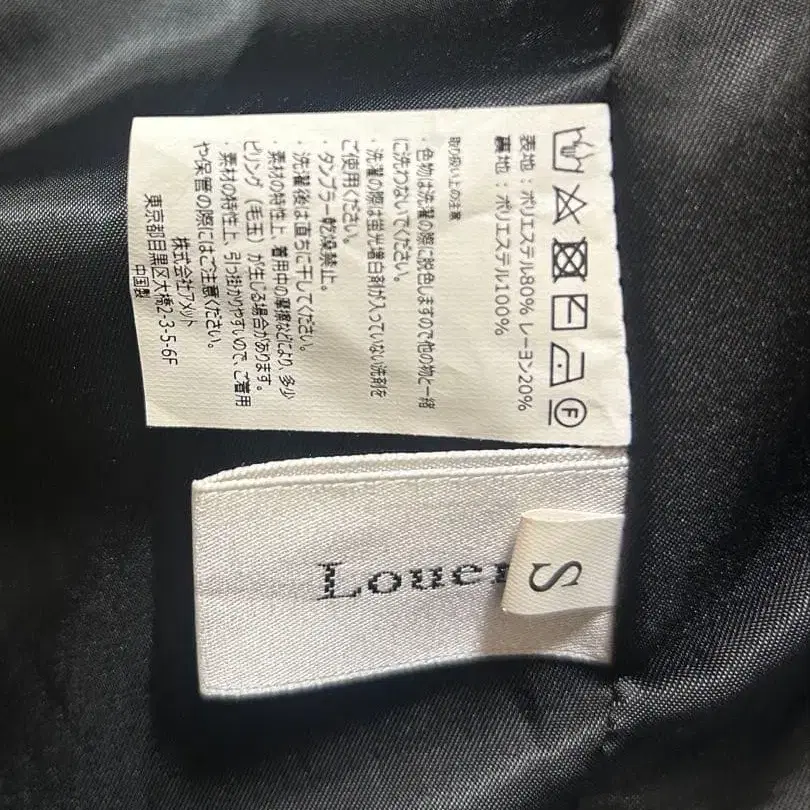 表地：ポリエステル80% レーヨン20%
裏地：ポリエステル100%
取り扱い上の注意
・色物は洗濯の際に脱色しますので他の物と一緒
に洗わないでください。
・洗濯の際は蛍光増白剤が入っていない洗剤を
ご使用ください。
・タンブラー乾燥禁止。
・洗濯後は直ちに干してください。
・素材の特性上、着用中の摩擦などにより、多少
ピリング（毛玉）が生じる場合があります。
・素材の特性上、引っ掛かりやすいので、ご着用
や保管の際にはご注意ください。
株式会社アメット
東京都目黒区大橋2-3-5-6F
中国製
F
S